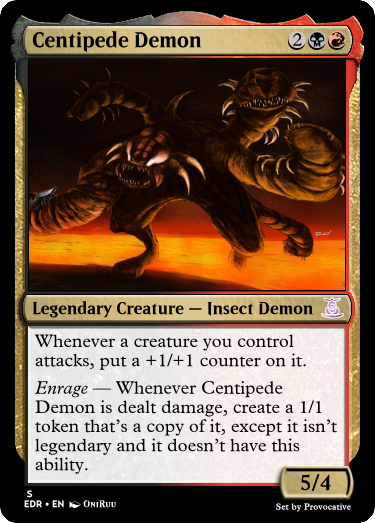 Centipede Demon 2
Legendary Creature — Insect Demon
Whenever a creature you control
attacks, put a +1/+1 counter on it.
Enrage — Whenever Centipede
Demon is dealt damage, create a 1/1
token that's a copy of it, except it isn't
legendary and it doesn't have this
ability.
5/4
S
EDR • EN OniRuu
Set by Provocative